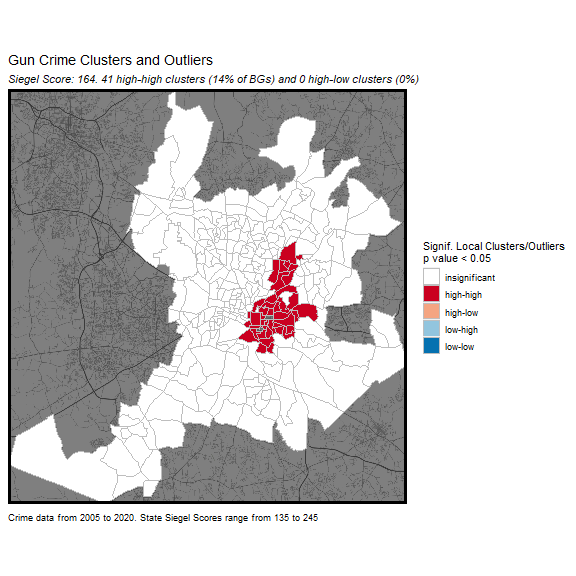 Gun Crime Clusters and Outliers
Siegel Score: 164. 41 high-high clusters (14% of BGs) and 0 high-low clusters (0%)
Signif. Local Clusters/Outliers
p value < 0.05
insignificant
high-high
high-low
low-high
low-low
Crime data from 2005 to 2020. State Siegel Scores range from 135 to 245